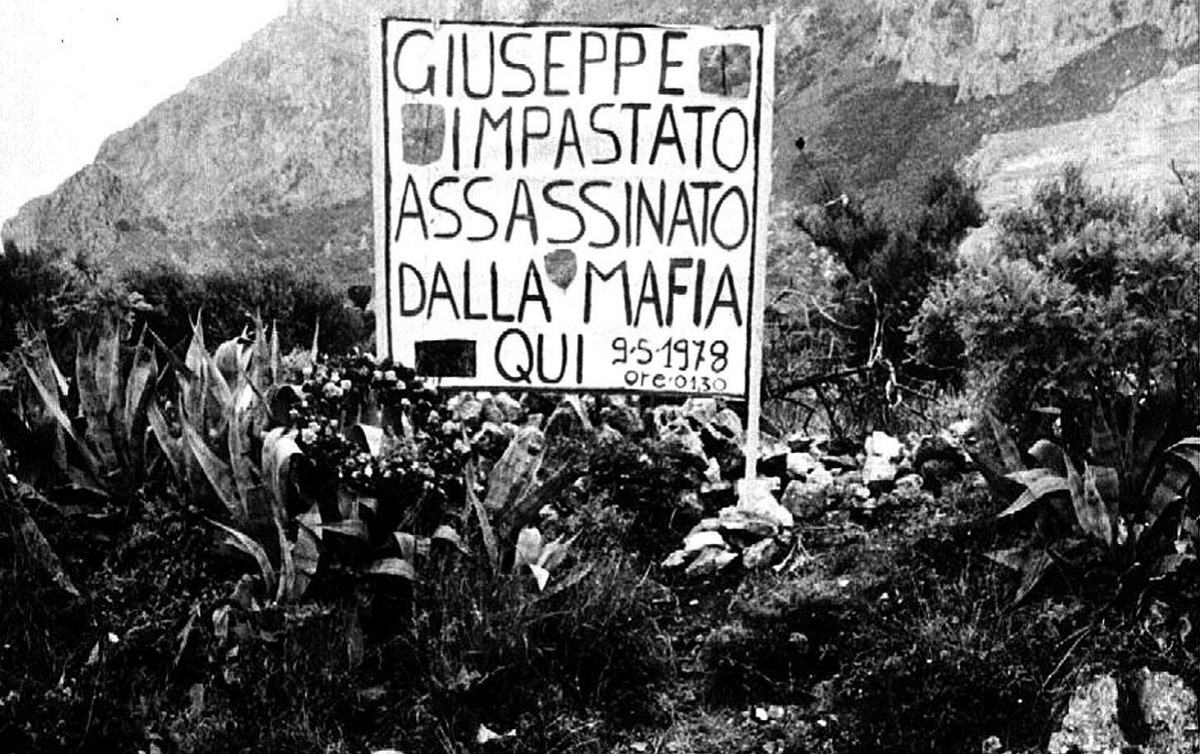 GIUSEPPE
IMPASTATO
ASSASSINATO
DALLA MAFIA
QUI 9·5·1978
ore·0130